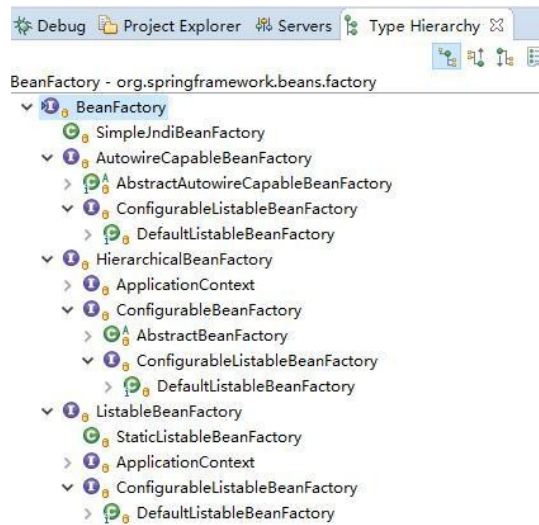 Debug Project Explorer Servers Type Hierarchy
BeanFactory - org.springframework.beans.factory
BeanFactory
SimpleJndiBeanFactory
AutowireCapableBeanFactory
AbstractAutowireCapableBeanFactory
ConfigurableListableBeanFactory
DefaultListableBeanFactory
HierarchicalBeanFactory
ApplicationContext
ConfigurableBeanFactory
AbstractBeanFactory
ConfigurableListableBeanFactory
DefaultListableBeanFactory
ListableBeanFactory
StaticListableBeanFactory
ApplicationContext
ConfigurableListableBeanFactory
DefaultListableBeanFactory